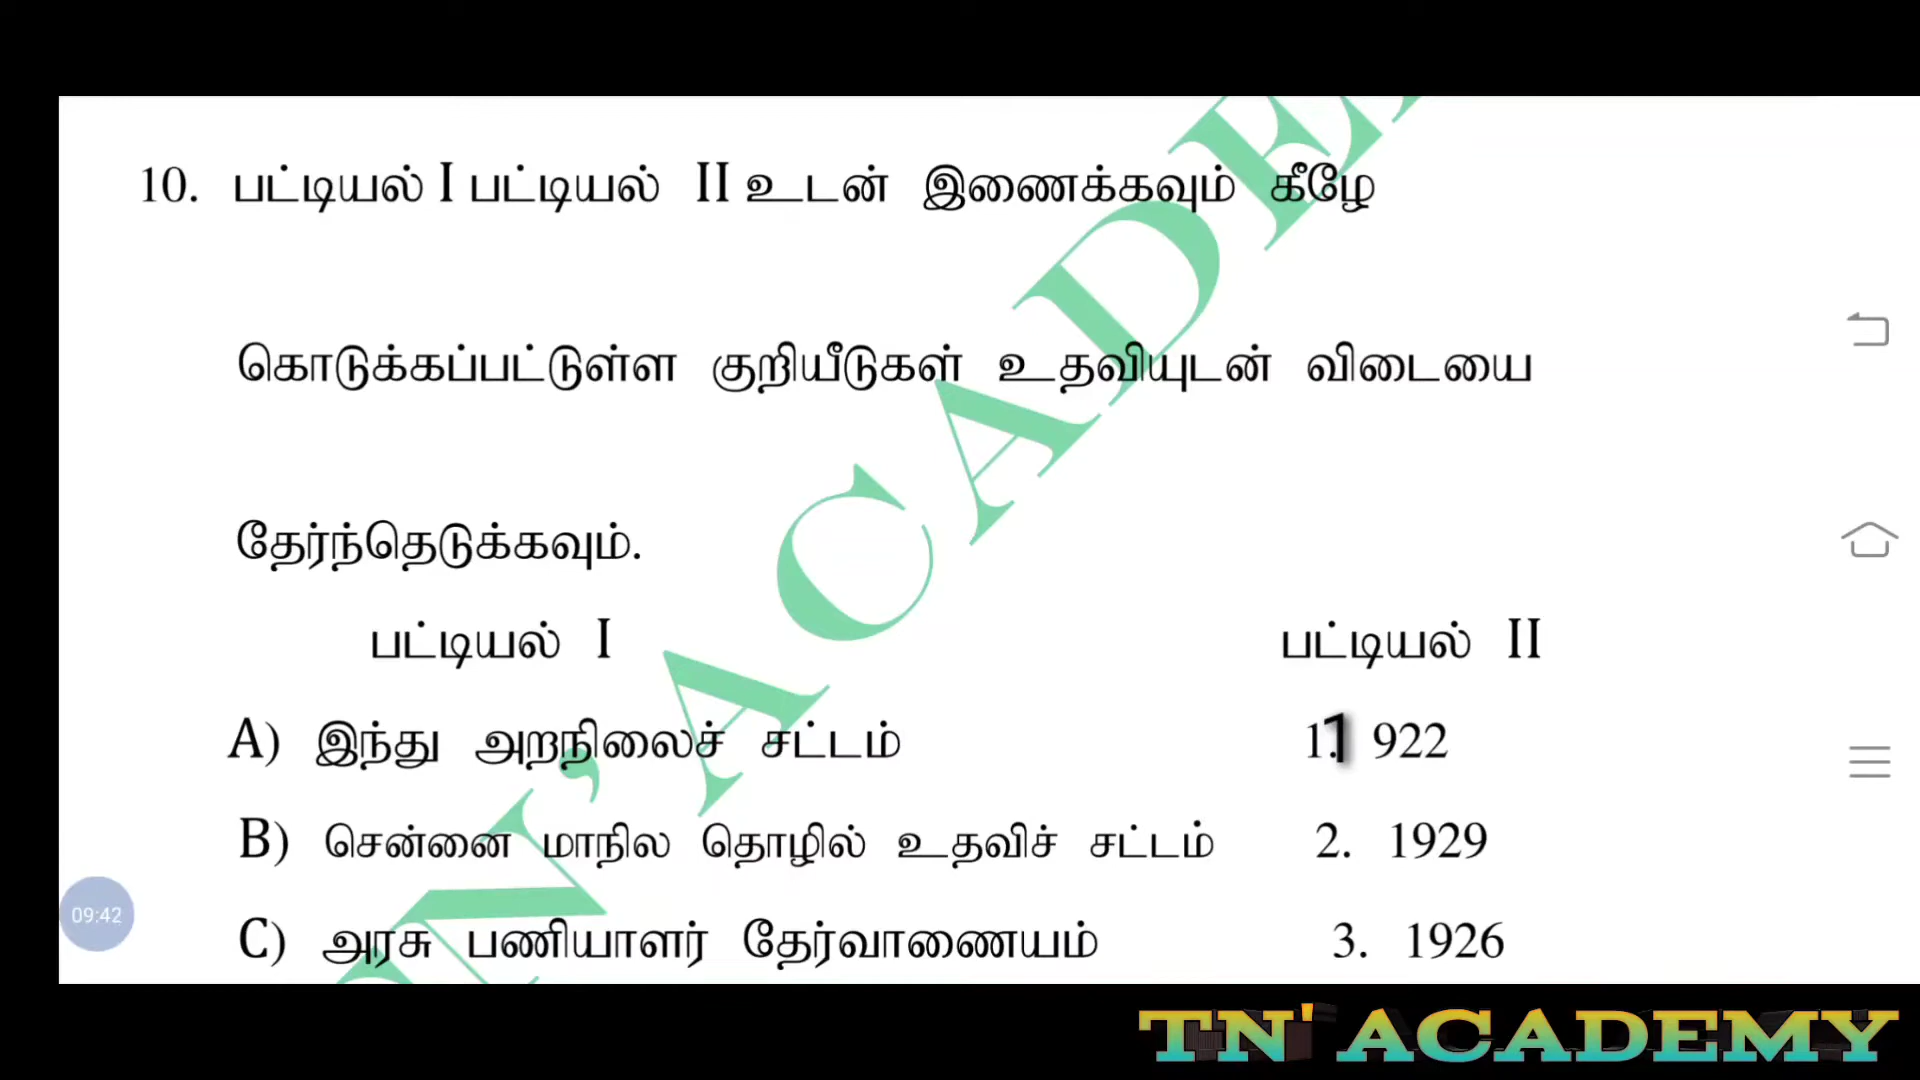 10. பட்டியல் I பட்டியல் II உடன் இணைக்கவும் கீழே
கொடுக்கப்பட்டுள்ள குறியீடுகள் உதவியுடன் விடையை
தேர்ந்தெடுக்கவும்.
பட்டியல் I பட்டியல் II
A) இந்து அறநிலைச் சட்டம் 1. 1922
B) சென்னை மாநில தொழில் உதவிச் சட்டம் 2. 1929
C) அரசு பணியாளர் தேர்வாணையம் 3. 1926
09:42
TN' ACADEMY
TN' ACADEMY